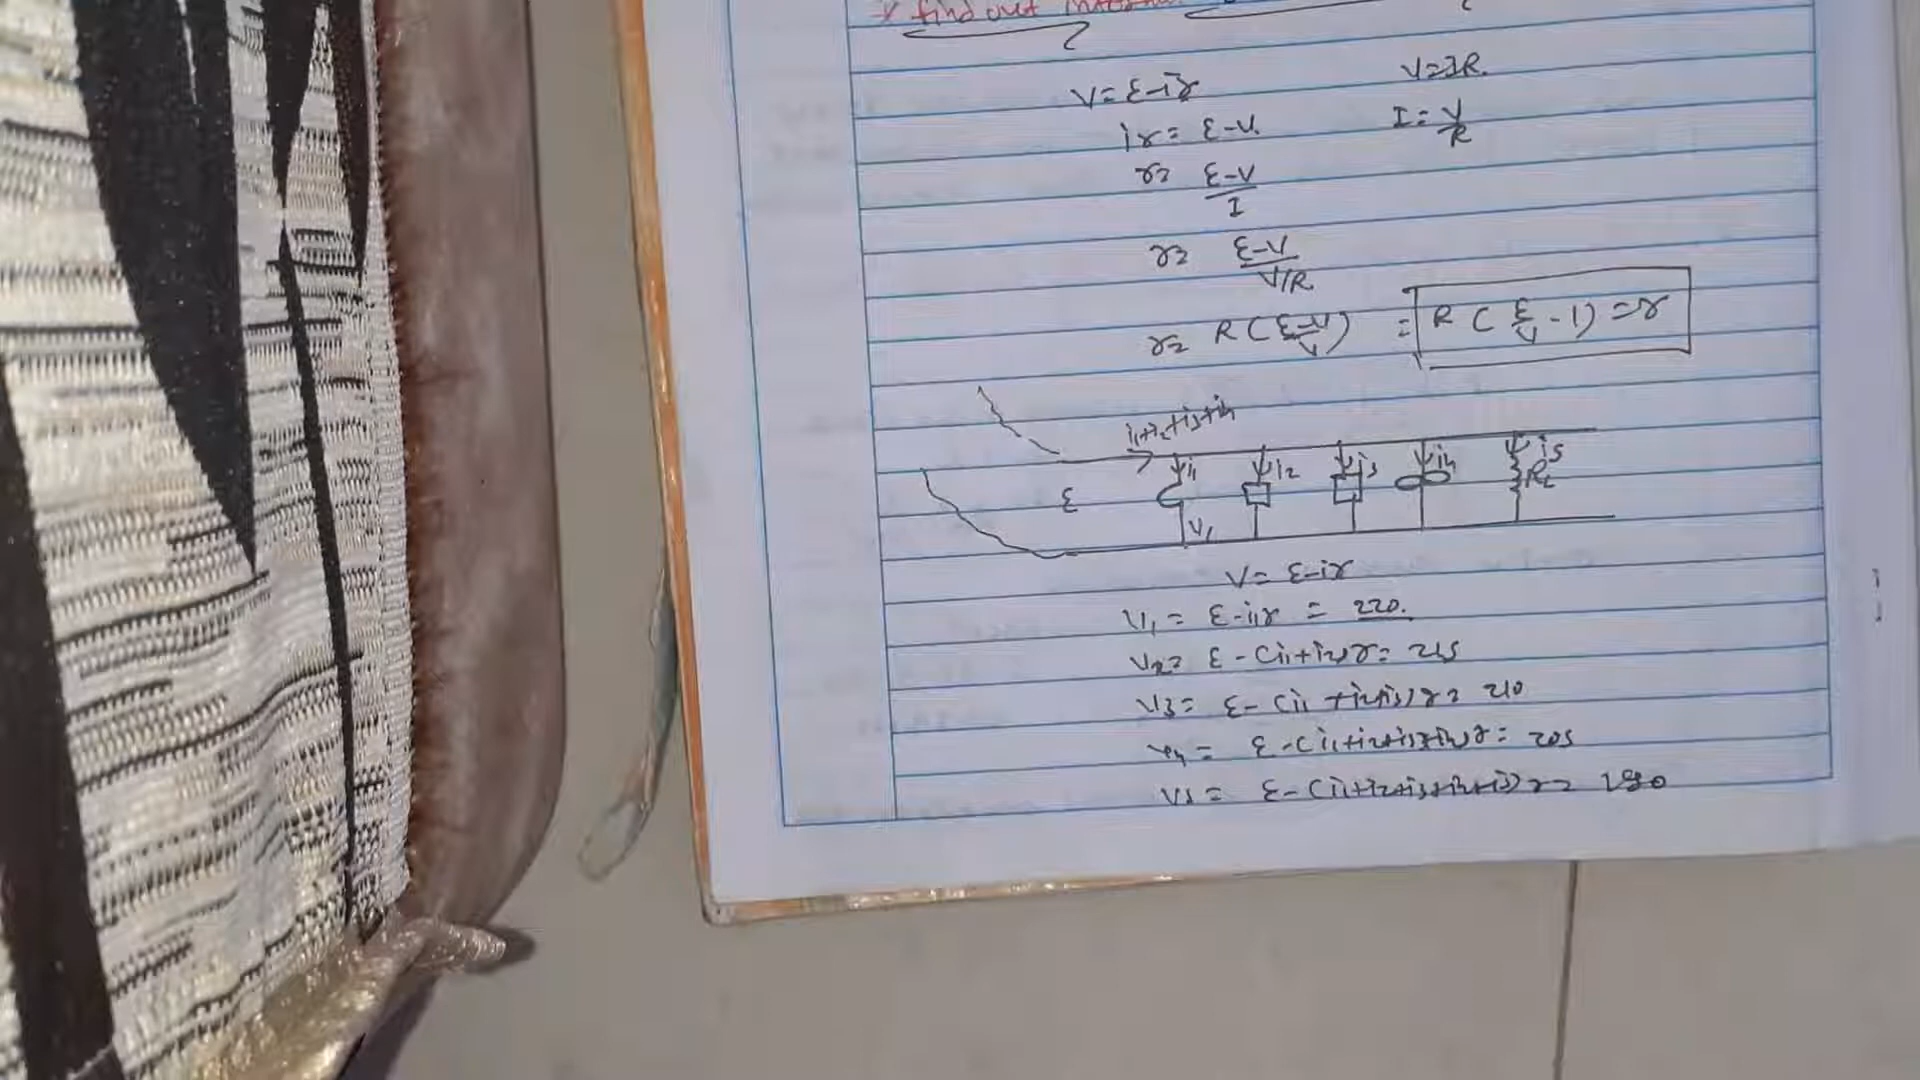 * find out
V = ε-ir
V=IR.
ir = ε-V.
I = V/R
r = ε-V/I
r = ε-V/V/R.
r = R(ε-V/V) = R(ε/V - 1) = r
i1+i2+i3+i4
i1 i2 i3 i4 i5
ε RL
V1
V = ε-ir
V1 = ε-i1r = 220.
V2 = ε-(i1+i2)r = 215
V3 = ε-(i1+i2+i3)r = 210
V4 = ε-(i1+i2+i3+i4)r = 205
V5 = ε-(i1+i2+i3+i4+i5)r = 190